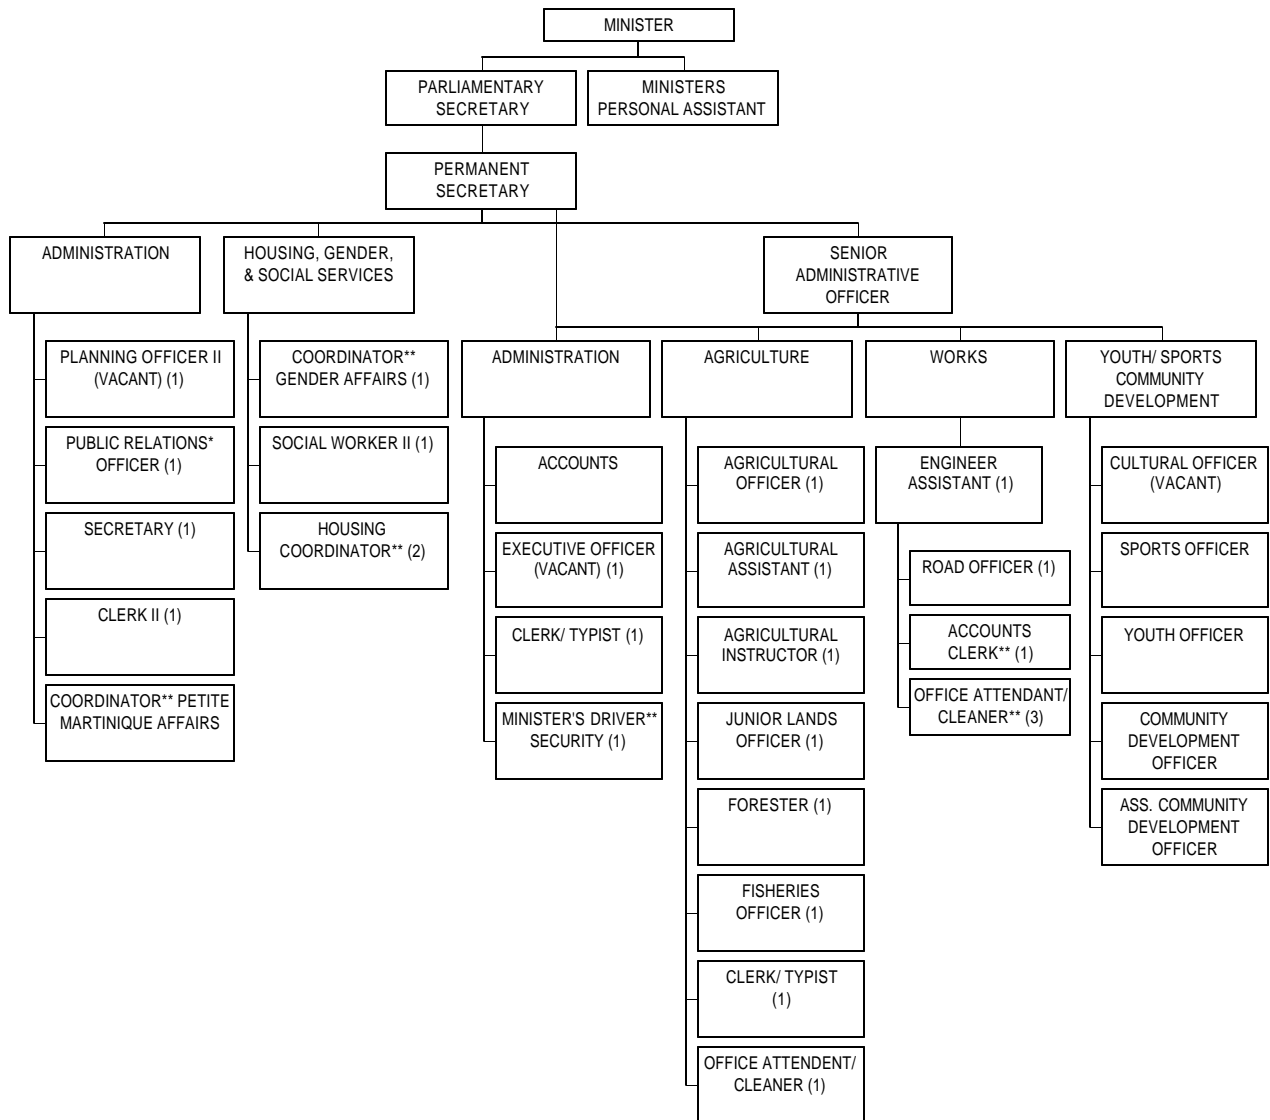 MINISTER
PARLIAMENTARY
SECRETARY
MINISTERS
PERSONAL ASSISTANT
PERMANENT
SECRETARY
ADMINISTRATION
HOUSING, GENDER,
& SOCIAL SERVICES
SENIOR
ADMINISTRATIVE
OFFICER
PLANNING OFFICER II
(VACANT) (1)
PUBLIC RELATIONS*
OFFICER (1)
SECRETARY (1)
CLERK II (1)
COORDINATOR** PETITE
MARTINIQUE AFFAIRS
COORDINATOR**
GENDER AFFAIRS (1)
SOCIAL WORKER II (1)
HOUSING
COORDINATOR** (2)
ADMINISTRATION
ACCOUNTS
EXECUTIVE OFFICER
(VACANT) (1)
CLERK/ TYPIST (1)
MINISTER'S DRIVER**
SECURITY (1)
AGRICULTURE
AGRICULTURAL
OFFICER (1)
AGRICULTURAL
ASSISTANT (1)
AGRICULTURAL
INSTRUCTOR (1)
JUNIOR LANDS
OFFICER (1)
FORESTER (1)
FISHERIES
OFFICER (1)
CLERK/ TYPIST
(1)
OFFICE ATTENDENT/
CLEANER (1)
WORKS
ENGINEER
ASSISTANT (1)
ROAD OFFICER (1)
ACCOUNTS
CLERK** (1)
OFFICE ATTENDANT/
CLEANER** (3)
YOUTH/ SPORTS
COMMUNITY
DEVELOPMENT
CULTURAL OFFICER
(VACANT)
SPORTS OFFICER
YOUTH OFFICER
COMMUNITY
DEVELOPMENT
OFFICER
ASS. COMMUNITY
DEVELOPMENT
OFFICER